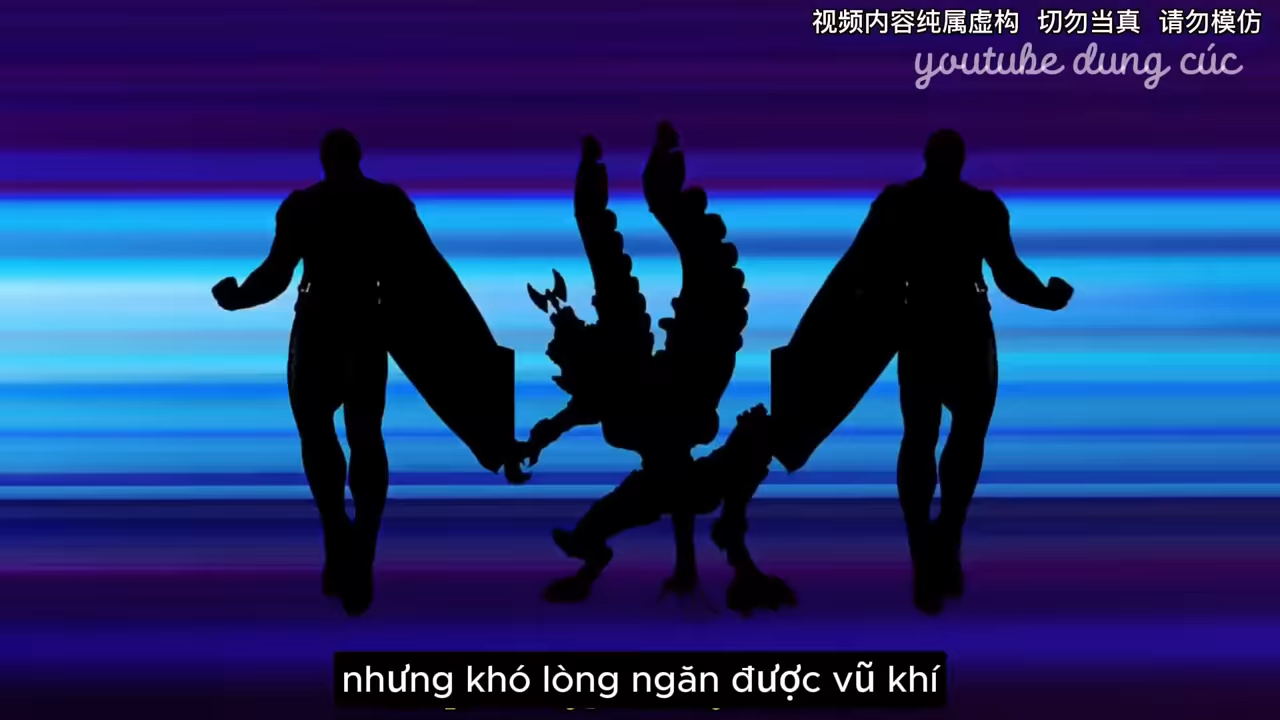 视频内容纯属虚构 切勿当真 请勿模仿
youtube dung cúc
nhưng khó lòng ngăn được vũ khí